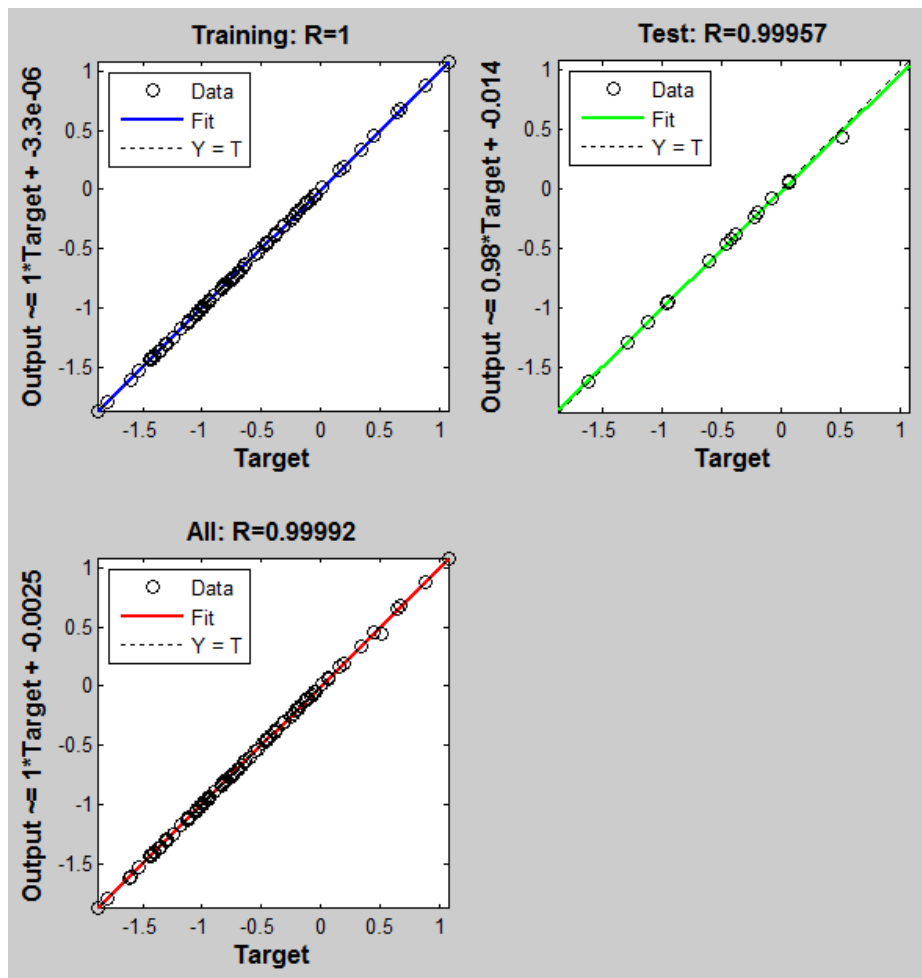 Training: R=1
Output ~= 1*Target + -3.3e-06
1
0.5
0
-0.5
-1
-1.5
Data
Fit
Y = T
-1.5 -1 -0.5 0 0.5 1
Target
Test: R=0.99957
Output ~= 0.98*Target + -0.014
1
0.5
0
-0.5
-1
-1.5
Data
Fit
Y = T
-1.5 -1 -0.5 0 0.5 1
Target
All: R=0.99992
Output ~= 1*Target + -0.0025
1
0.5
0
-0.5
-1
-1.5
Data
Fit
Y = T
-1.5 -1 -0.5 0 0.5 1
Target